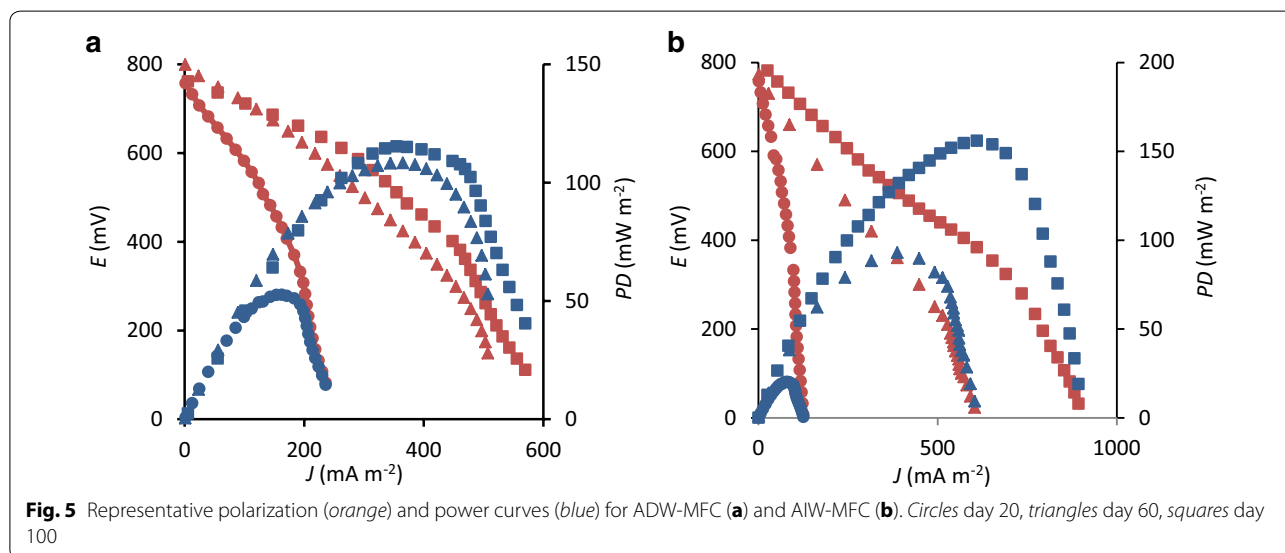 a
b
800
600
400
200
0
E (mV)
150
100
50
0
PD (mW m-2)
0 200 400 600
J (mA m-2)
800
600
400
200
0
E (mV)
200
150
100
50
0
PD (mW m-2)
0 500 1000
J (mA m-2)
Fig. 5 Representative polarization (orange) and power curves (blue) for ADW-MFC (a) and AIW-MFC (b). Circles day 20, triangles day 60, squares day
100